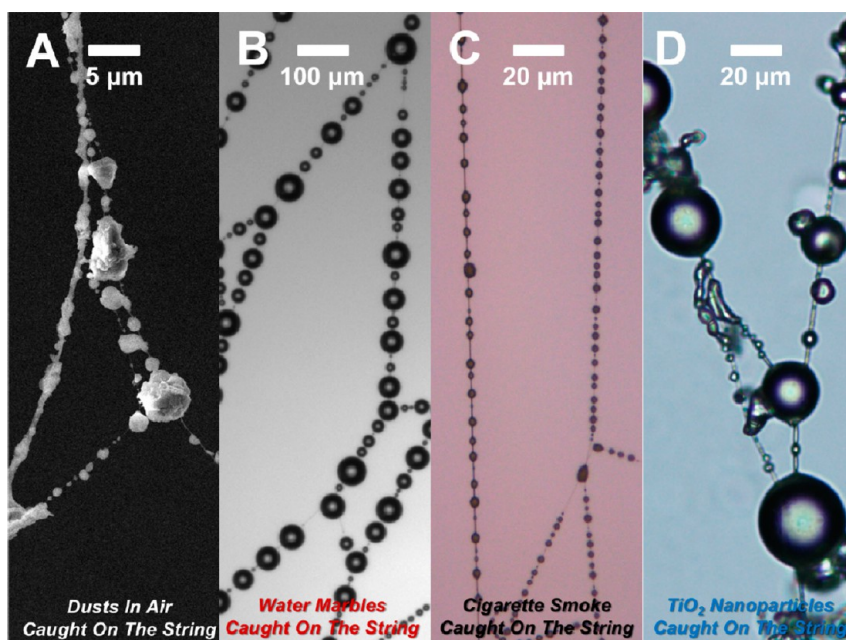 A
5 µm
B
100 µm
C
20 µm
D
20 µm
Dusts In Air
Caught On The String
Water Marbles
Caught On The String
Cigarette Smoke
Caught On The String
TiO₂ Nanoparticles
Caught On The String